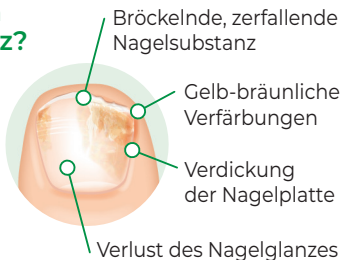 z?
Bröckelnde, zerfallende
Nagelsubstanz
Gelb-bräunliche
Verfärbungen
Verdickung
der Nagelplatte
Verlust des Nagelglanzes